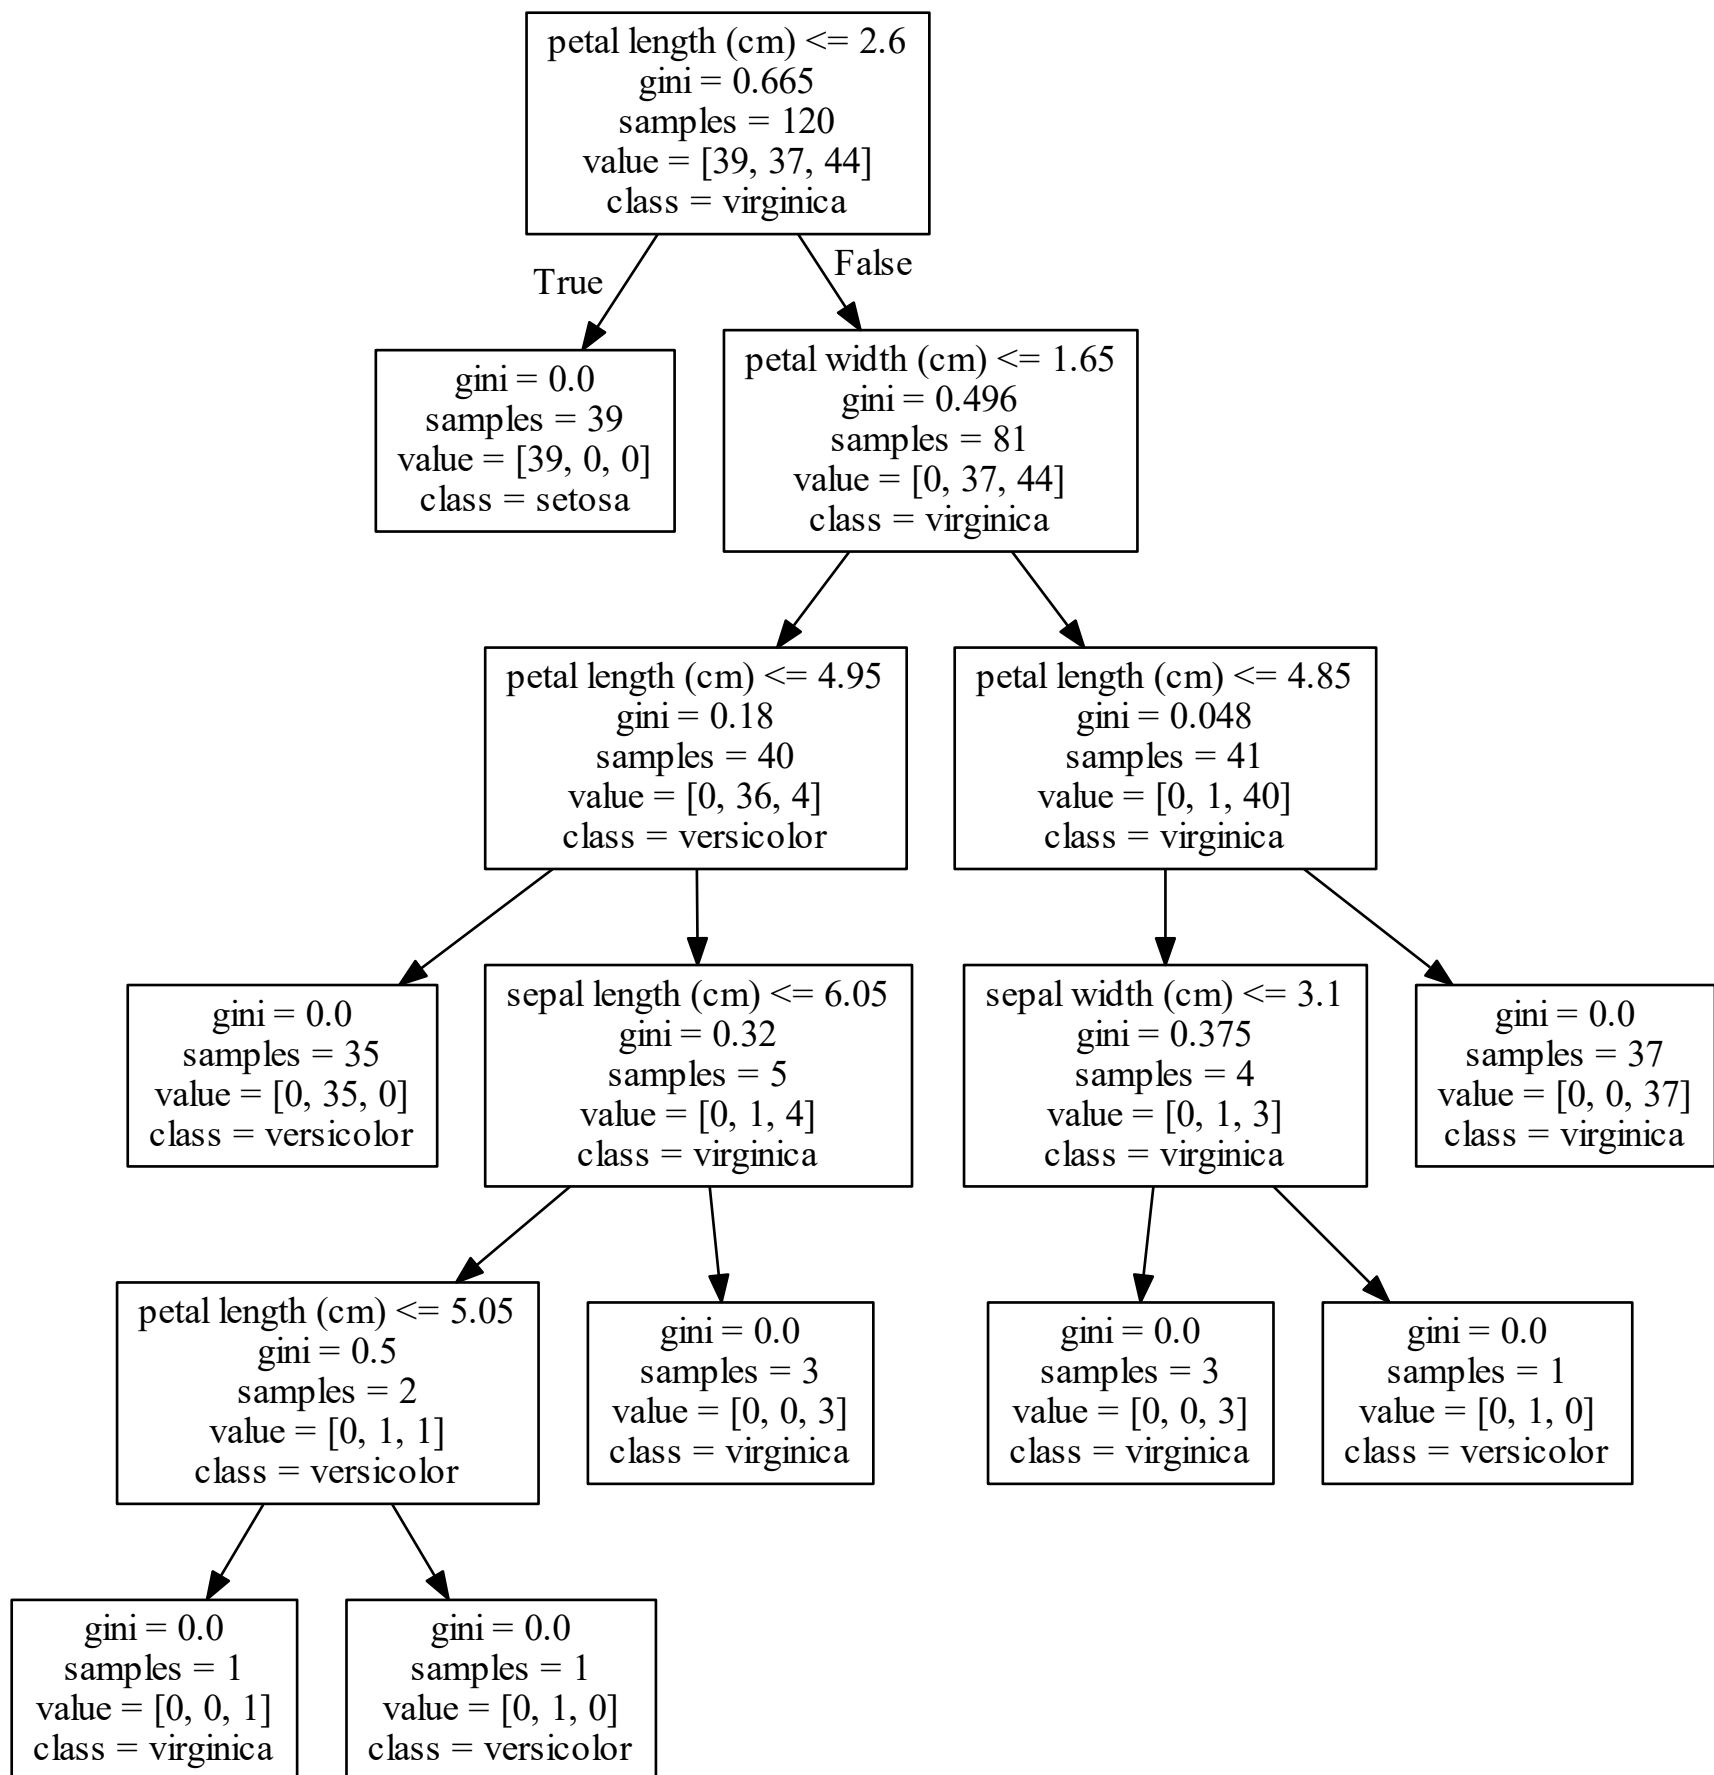 petal length (cm) <= 2.6
gini = 0.665
samples = 120
value = [39, 37, 44]
class = virginica
True
False
gini = 0.0
samples = 39
value = [39, 0, 0]
class = setosa
petal width (cm) <= 1.65
gini = 0.496
samples = 81
value = [0, 37, 44]
class = virginica
petal length (cm) <= 4.95
gini = 0.18
samples = 40
value = [0, 36, 4]
class = versicolor
petal length (cm) <= 4.85
gini = 0.048
samples = 41
value = [0, 1, 40]
class = virginica
gini = 0.0
samples = 35
value = [0, 35, 0]
class = versicolor
sepal length (cm) <= 6.05
gini = 0.32
samples = 5
value = [0, 1, 4]
class = virginica
sepal width (cm) <= 3.1
gini = 0.375
samples = 4
value = [0, 1, 3]
class = virginica
gini = 0.0
samples = 37
value = [0, 0, 37]
class = virginica
petal length (cm) <= 5.05
gini = 0.5
samples = 2
value = [0, 1, 1]
class = versicolor
gini = 0.0
samples = 3
value = [0, 0, 3]
class = virginica
gini = 0.0
samples = 3
value = [0, 0, 3]
class = virginica
gini = 0.0
samples = 1
value = [0, 1, 0]
class = versicolor
gini = 0.0
samples = 1
value = [0, 0, 1]
class = virginica
gini = 0.0
samples = 1
value = [0, 1, 0]
class = versicolor